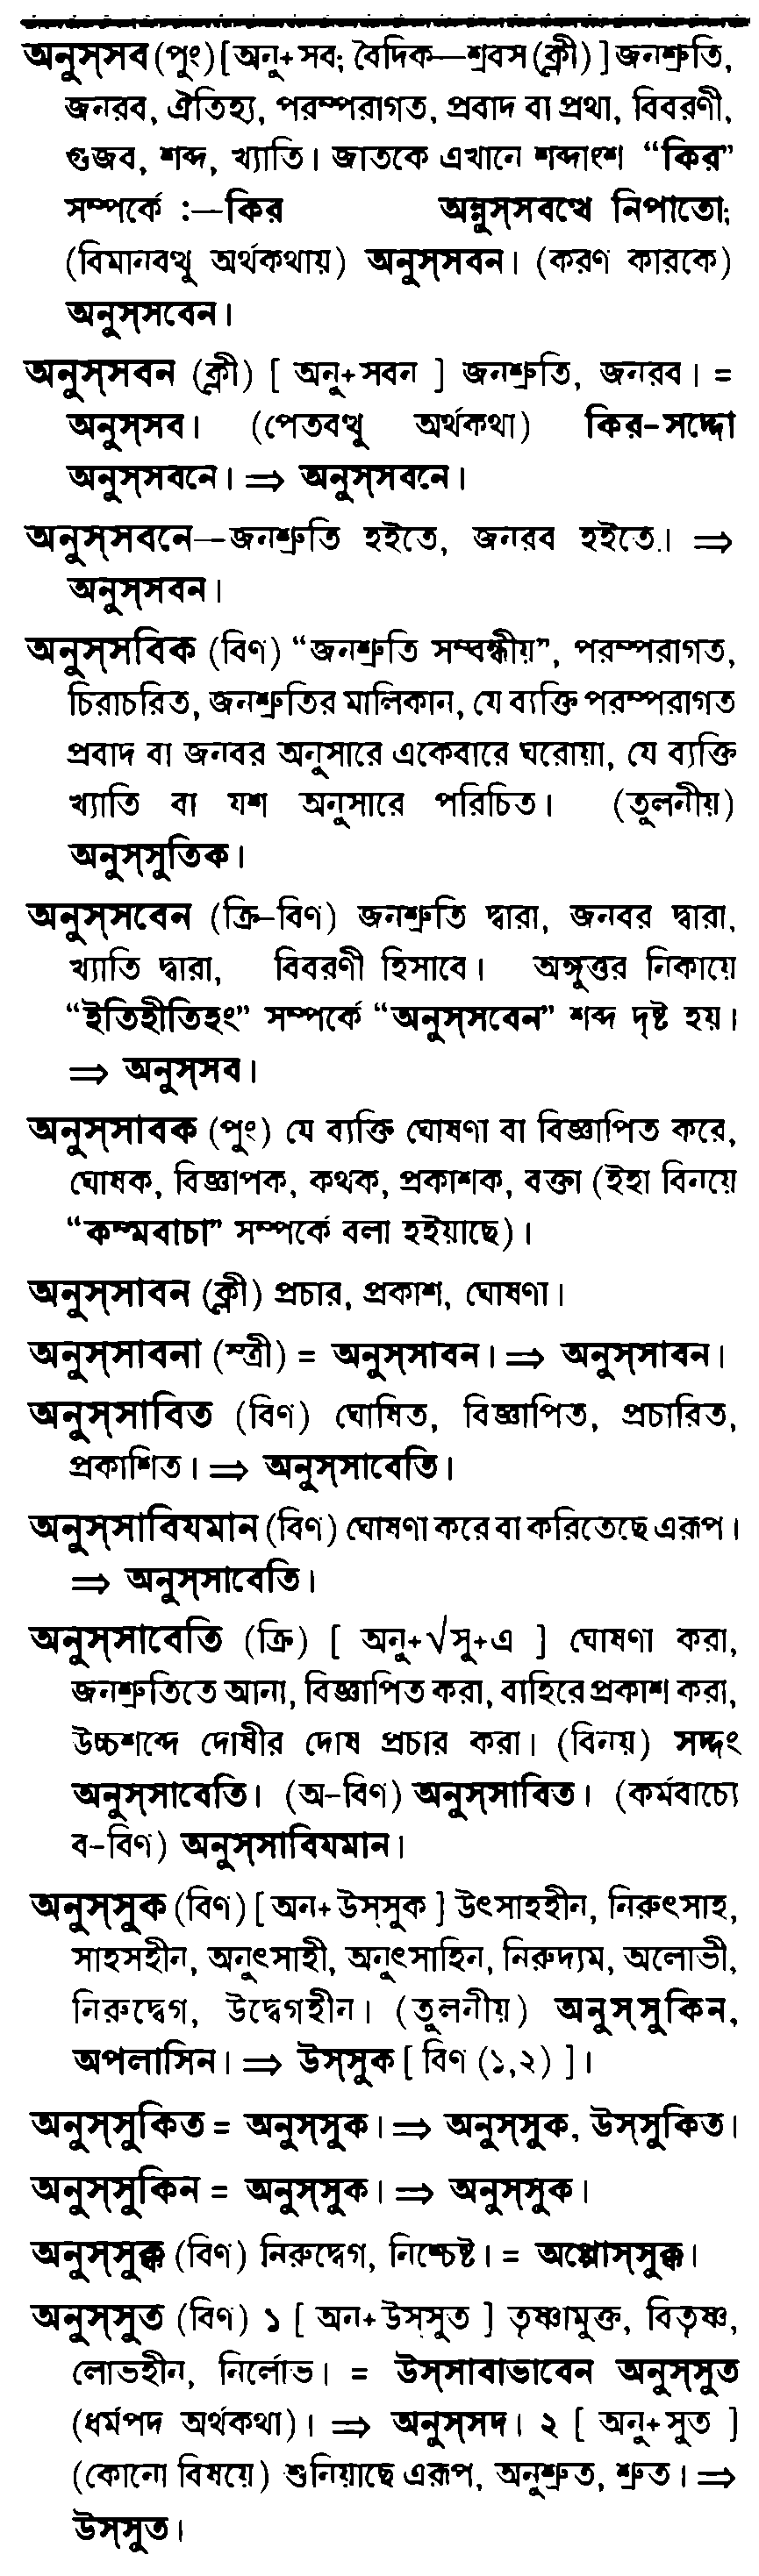 অনুস্‌সব (পুং) [ অনু+সব; বৈদিক—শ্রবস (ক্লী) ] জনশ্রুতি,
জনরব, ঐতিহ্য, পরম্পরাগত, প্রবাদ বা প্রথা, বিবরণী,
গুজব, শব্দ, খ্যাতি। জাতকে এখানে শব্দাংশ “কির”
সম্পর্কে :—কির অনুস্‌সবত্থে নিপাতো;
(বিমানবত্থু অর্থকথায়) অনুস্‌সবন। (করণ কারকে)
অনুস্‌সবেন।
অনুস্‌সবন (ক্লী) [ অনু+সবন ] জনশ্রুতি, জনরব। =
অনুস্‌সব। (পেতবত্থু অর্থকথা) কির-সদ্দো
অনুস্‌সবনে। ⇒ অনুস্‌সবনে।
অনুস্‌সবনে—জনশ্রুতি হইতে, জনরব হইতে। ⇒
অনুস্‌সবন।
অনুস্‌সবিক (বিণ) “জনশ্রুতি সম্বন্ধীয়”, পরম্পরাগত,
চিরাচরিত, জনশ্রুতির মালিকান, যে ব্যক্তি পরম্পরাগত
প্রবাদ বা জনবর অনুসারে একেবারে ঘরোয়া, যে ব্যক্তি
খ্যাতি বা যশ অনুসারে পরিচিত। (তুলনীয়)
অনুস্‌সুতিক।
অনুস্‌সবেন (ক্রি-বিণ) জনশ্রুতি দ্বারা, জনবর দ্বারা,
খ্যাতি দ্বারা, বিবরণী হিসাবে। অঙ্গুত্তর নিকায়ে
“ইতিহীতিহং” সম্পর্কে “অনুস্‌সবেন” শব্দ দৃষ্ট হয়।
⇒ অনুস্‌সব।
অনুস্‌সাবক (পুং) যে ব্যক্তি ঘোষণা বা বিজ্ঞাপিত করে,
ঘোষক, বিজ্ঞাপক, কথক, প্রকাশক, বক্তা (ইহা বিনয়ে
“কম্মবাচা” সম্পর্কে বলা হইয়াছে)।
অনুস্‌সাবন (ক্লী) প্রচার, প্রকাশ, ঘোষণা।
অনুস্‌সাবনা (স্ত্রী) = অনুস্‌সাবন। ⇒ অনুস্‌সাবন।
অনুস্‌সাবিত (বিণ) ঘোষিত, বিজ্ঞাপিত, প্রচারিত,
প্রকাশিত। ⇒ অনুস্‌সাবেতি।
অনুস্‌সাবিযমান (বিণ) ঘোষণা করে বা করিতেছে এরূপ।
⇒ অনুস্‌সাবেতি।
অনুস্‌সাবেতি (ক্রি) [ অনু+√সু+এ ] ঘোষণা করা,
জনশ্রুতিতে আনা, বিজ্ঞাপিত করা, বাহিরে প্রকাশ করা,
উচ্চশব্দে দোষীর দোষ প্রচার করা। (বিনয়) সদ্দং
অনুস্‌সাবেতি। (অ-বিণ) অনুস্‌সাবিত। (কর্মবাচ্যে
ব-বিণ) অনুস্‌সাবিযমান।
অনুস্‌সুক (বিণ) [ অন+উস্‌সুক ] উৎসাহহীন, নিরুৎসাহ,
সাহসহীন, অনুৎসাহী, অনুৎসাহিন, নিরুদ্যম, অলোভী,
নিরুদ্বেগ, উদ্বেগহীন। (তুলনীয়) অনুস্‌সুকিন,
অপলাসিন। ⇒ উস্‌সুক [ বিণ (১,২) ]।
অনুস্‌সুকিত = অনুস্‌সুক। ⇒ অনুস্‌সুক, উস্‌সুকিত।
অনুস্‌সুকিন = অনুস্‌সুক। ⇒ অনুস্‌সুক।
অনুস্‌সুক্ক (বিণ) নিরুদ্বেগ, নিশ্চেষ্ট। = অপ্পোস্‌সুক্ক।
অনুস্‌সুত (বিণ) ১ [ অন+উস্‌সুত ] তৃষ্ণামুক্ত, বিতৃষ্ণ,
লোভহীন, নির্লোভ। = উস্‌সাবাভাবেন অনুস্‌সুত
(ধর্মপদ অর্থকথা)। ⇒ অনুস্‌সদ। ২ [ অনু+সুত ]
(কোনো বিষয়ে) শুনিয়াছে এরূপ, অনুশ্রুত, শ্রুত। ⇒
উস্‌সুত।